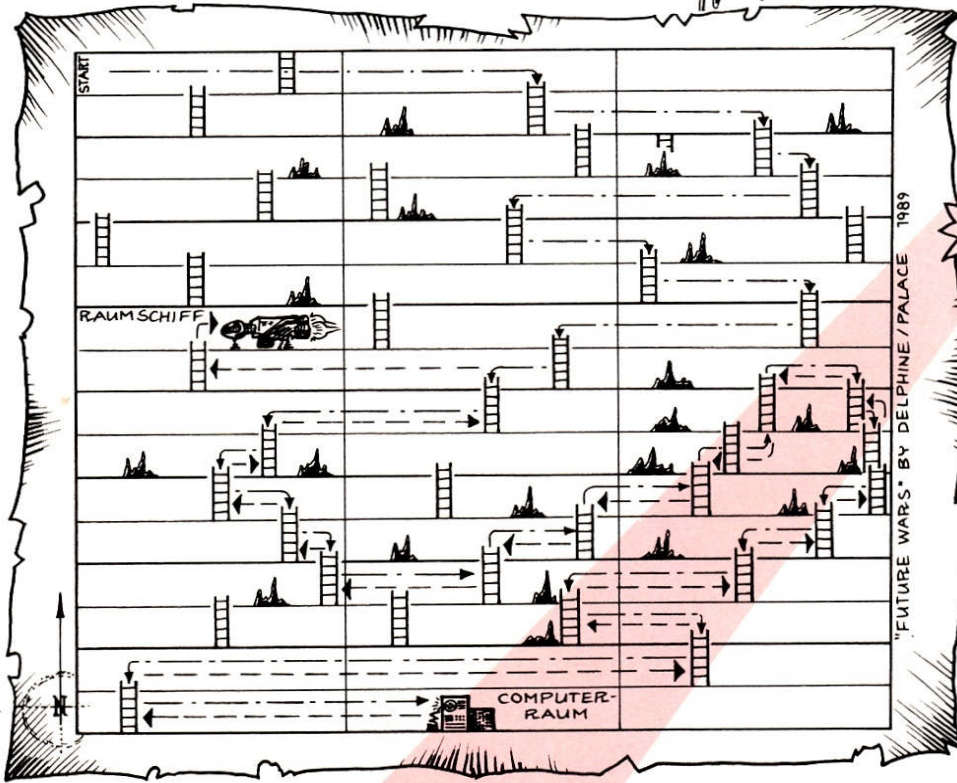 START
RAUMSCHIFF
COMPUTER-
RAUM
N
"FUTURE WARS" BY DELPHINE / PALACE 1989